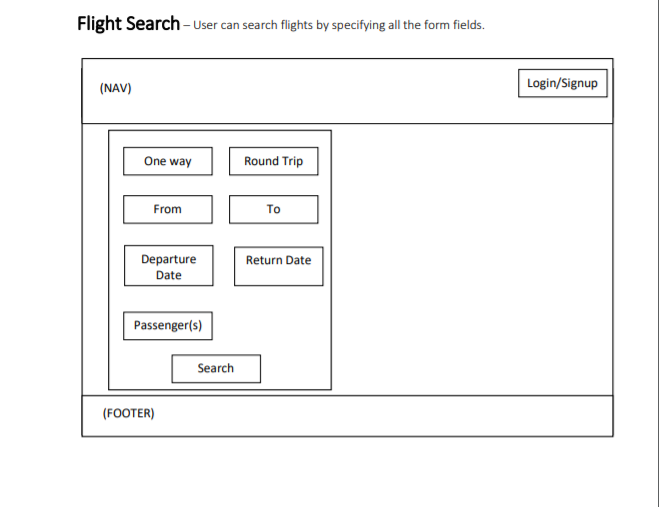 Flight Search – User can search flights by specifying all the form fields.
(NAV)
Login/Signup
One way
Round Trip
From
To
Departure
Date
Return Date
Passenger(s)
Search
(FOOTER)